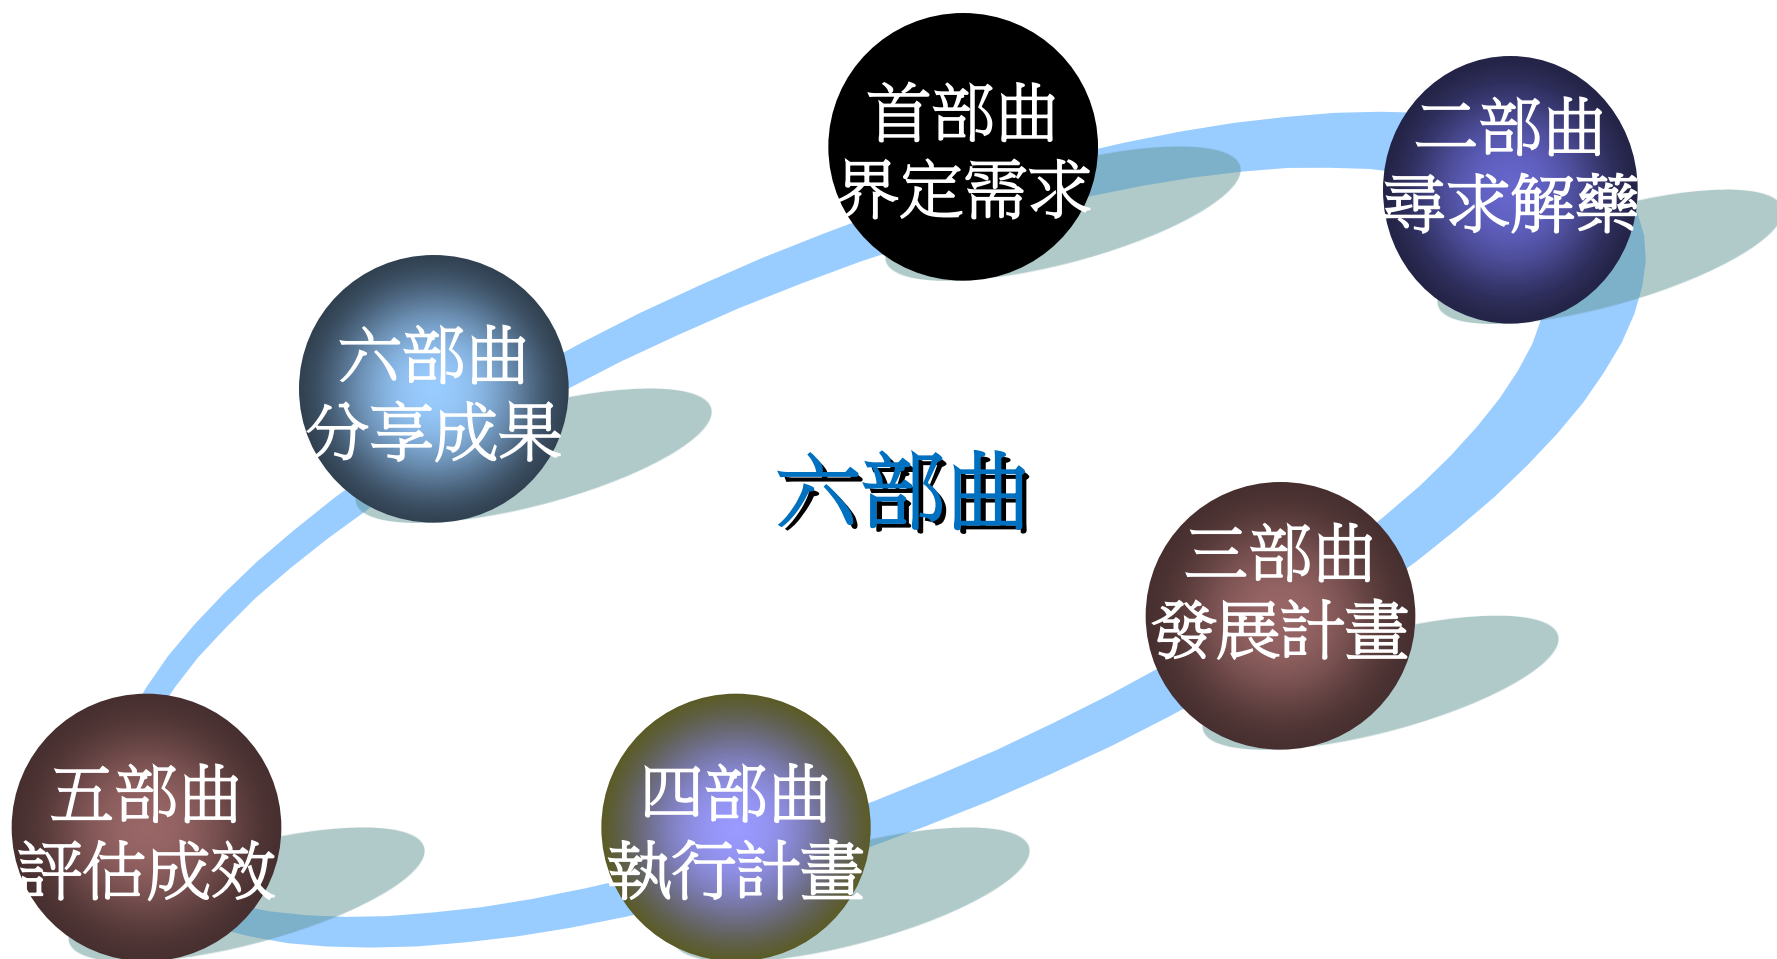 首部曲
界定需求
二部曲
尋求解藥
三部曲
發展計畫
四部曲
執行計畫
五部曲
評估成效
六部曲
分享成果
六部曲